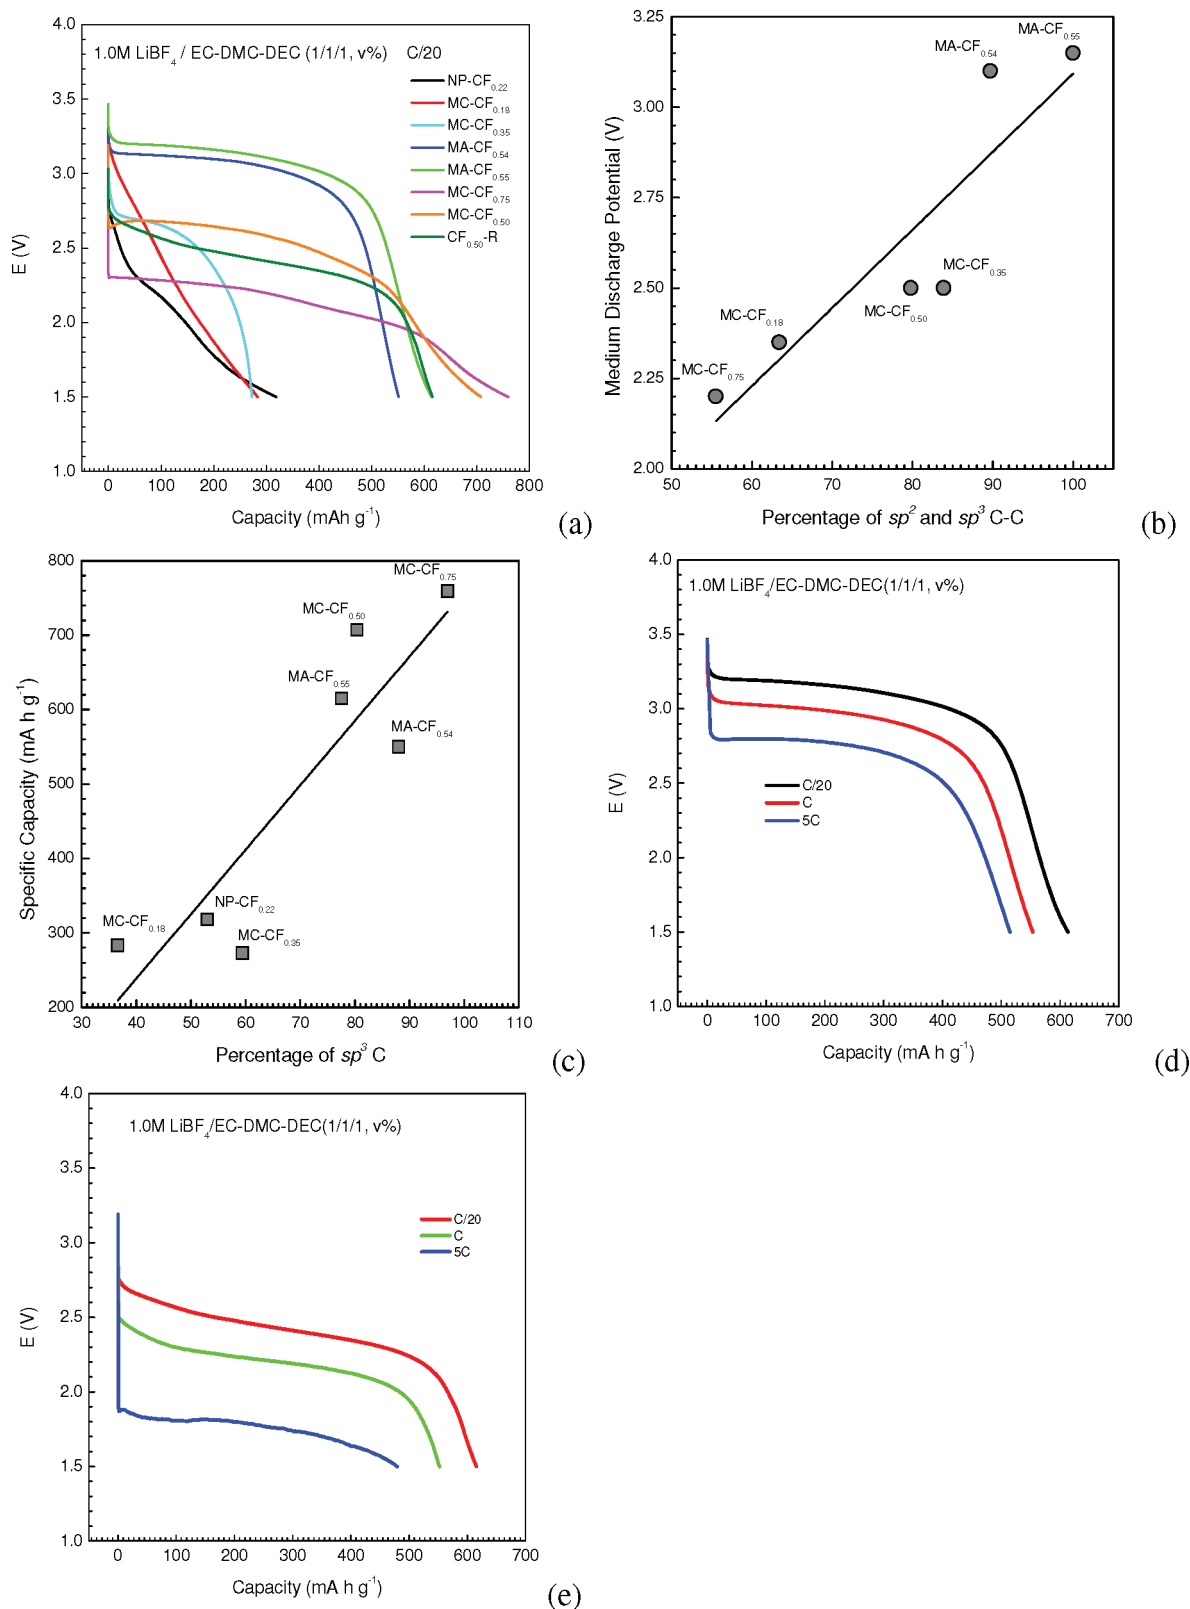 4.0
3.5
3.0
2.5
2.0
1.5
1.0
E (V)
1.0M LiBF4 / EC-DMC-DEC (1/1/1, v%) C/20
NP-CF0.22
MC-CF0.18
MC-CF0.35
MA-CF0.54
MA-CF0.55
MC-CF0.75
MC-CF0.50
CF0.50-R
0 100 200 300 400 500 600 700 800
Capacity (mAh g-1)
(a)
3.25
3.00
2.75
2.50
2.25
2.00
Medium Discharge Potential (V)
MA-CF0.55
MA-CF0.54
MC-CF0.35
MC-CF0.50
MC-CF0.18
MC-CF0.75
50 60 70 80 90 100
Percentage of sp2 and sp3 C-C
(b)
800
700
600
500
400
300
200
Specific Capacity (mA h g-1)
MC-CF0.75
MC-CF0.50
MA-CF0.55
MA-CF0.54
NP-CF0.22
MC-CF0.18
MC-CF0.35
30 40 50 60 70 80 90 100 110
Percentage of sp3 C
(c)
4.0
3.5
3.0
2.5
2.0
1.5
1.0
E (V)
1.0M LiBF4/EC-DMC-DEC(1/1/1, v%)
C/20
C
5C
0 100 200 300 400 500 600 700
Capacity (mA h g-1)
(d)
4.0
3.5
3.0
2.5
2.0
1.5
1.0
E (V)
1.0M LiBF4/EC-DMC-DEC(1/1/1, v%)
C/20
C
5C
0 100 200 300 400 500 600 700
Capacity (mA h g-1)
(e)